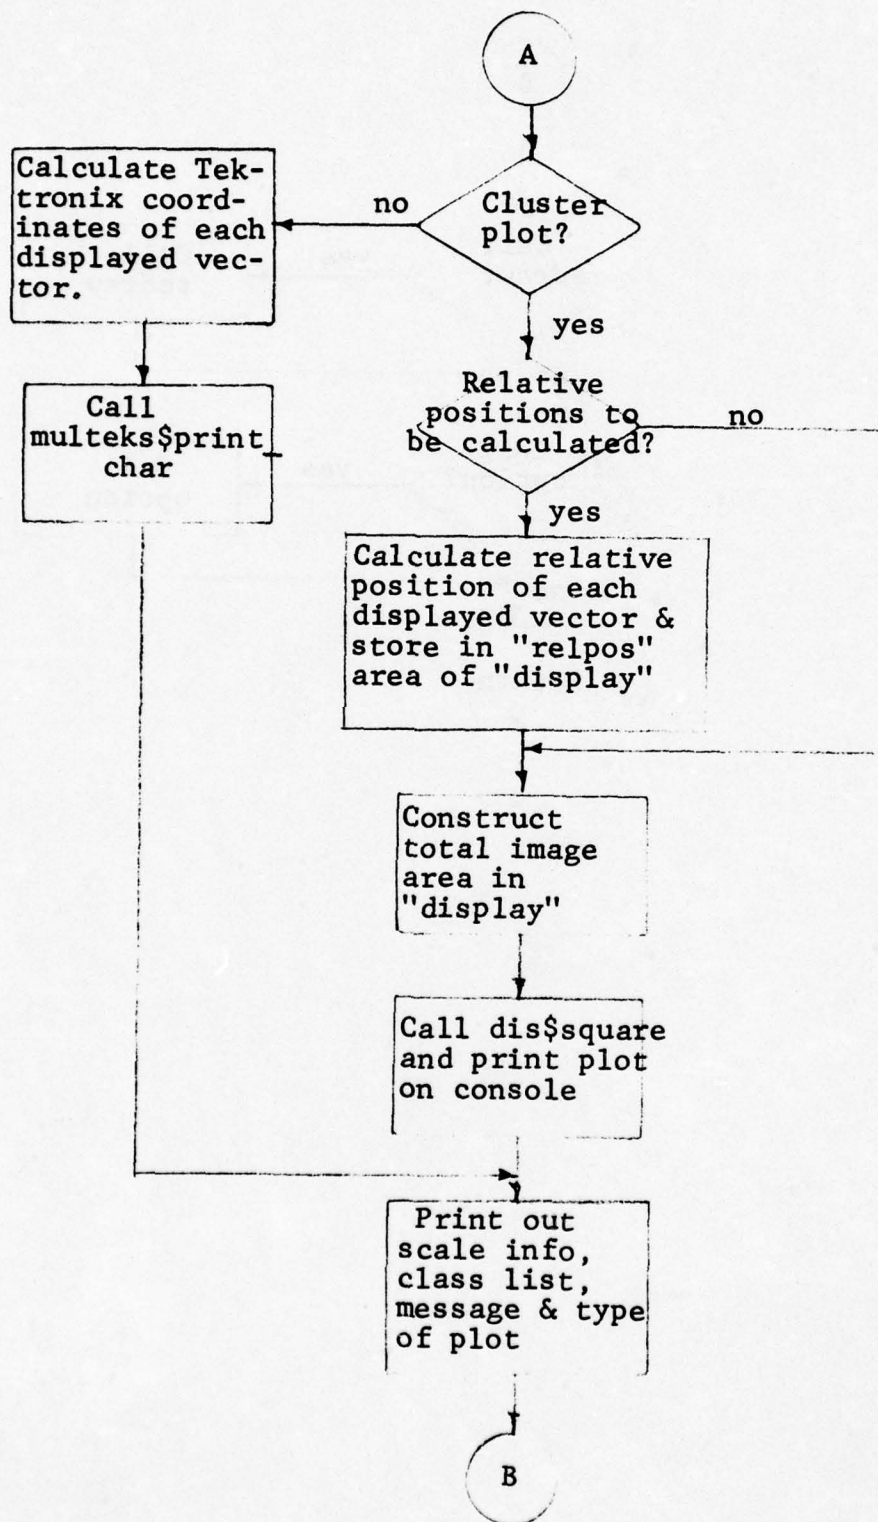 A
Cluster
plot?
no
Calculate Tek-
tronix coord-
inates of each
displayed vec-
tor.
Call
multeks$print_
char
yes
Relative
positions to
be calculated?
no
yes
Calculate relative
position of each
displayed vector &
store in "relpos"
area of "display"
Construct
total image
area in
"display"
Call dis$square
and print plot
on console
Print out
scale info,
class list,
message & type
of plot
B